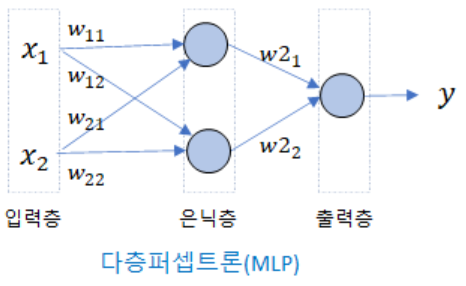 x₁ w₁₁ w2₁
w₁₂ y
w₂₁
x₂ w₂₂ w2₂
입력층 은닉층 출력층
다층퍼셉트론(MLP)